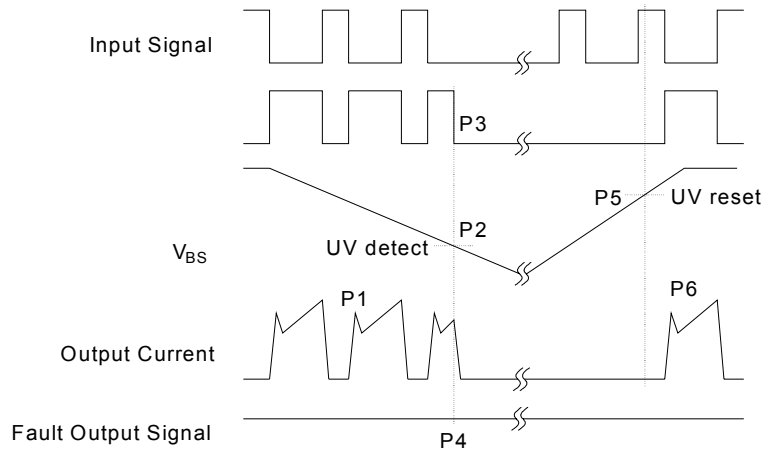 Input Signal
P3
P5 UV reset
P2
UV detect
VBS
P1 P6
Output Current
Fault Output Signal
P4